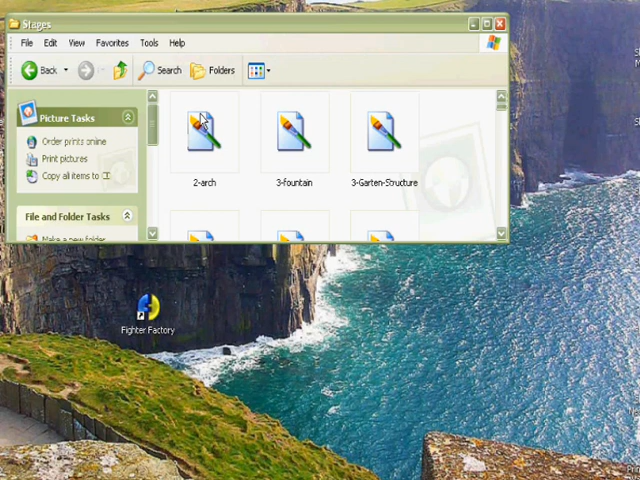 Stages
File Edit View Favorites Tools Help
Back Search Folders
Picture Tasks
Order prints online
Print pictures
Copy all items to CD
File and Folder Tasks
Make a new folder
2-arch
3-fountain
3-Garten-Structure
Fighter Factory